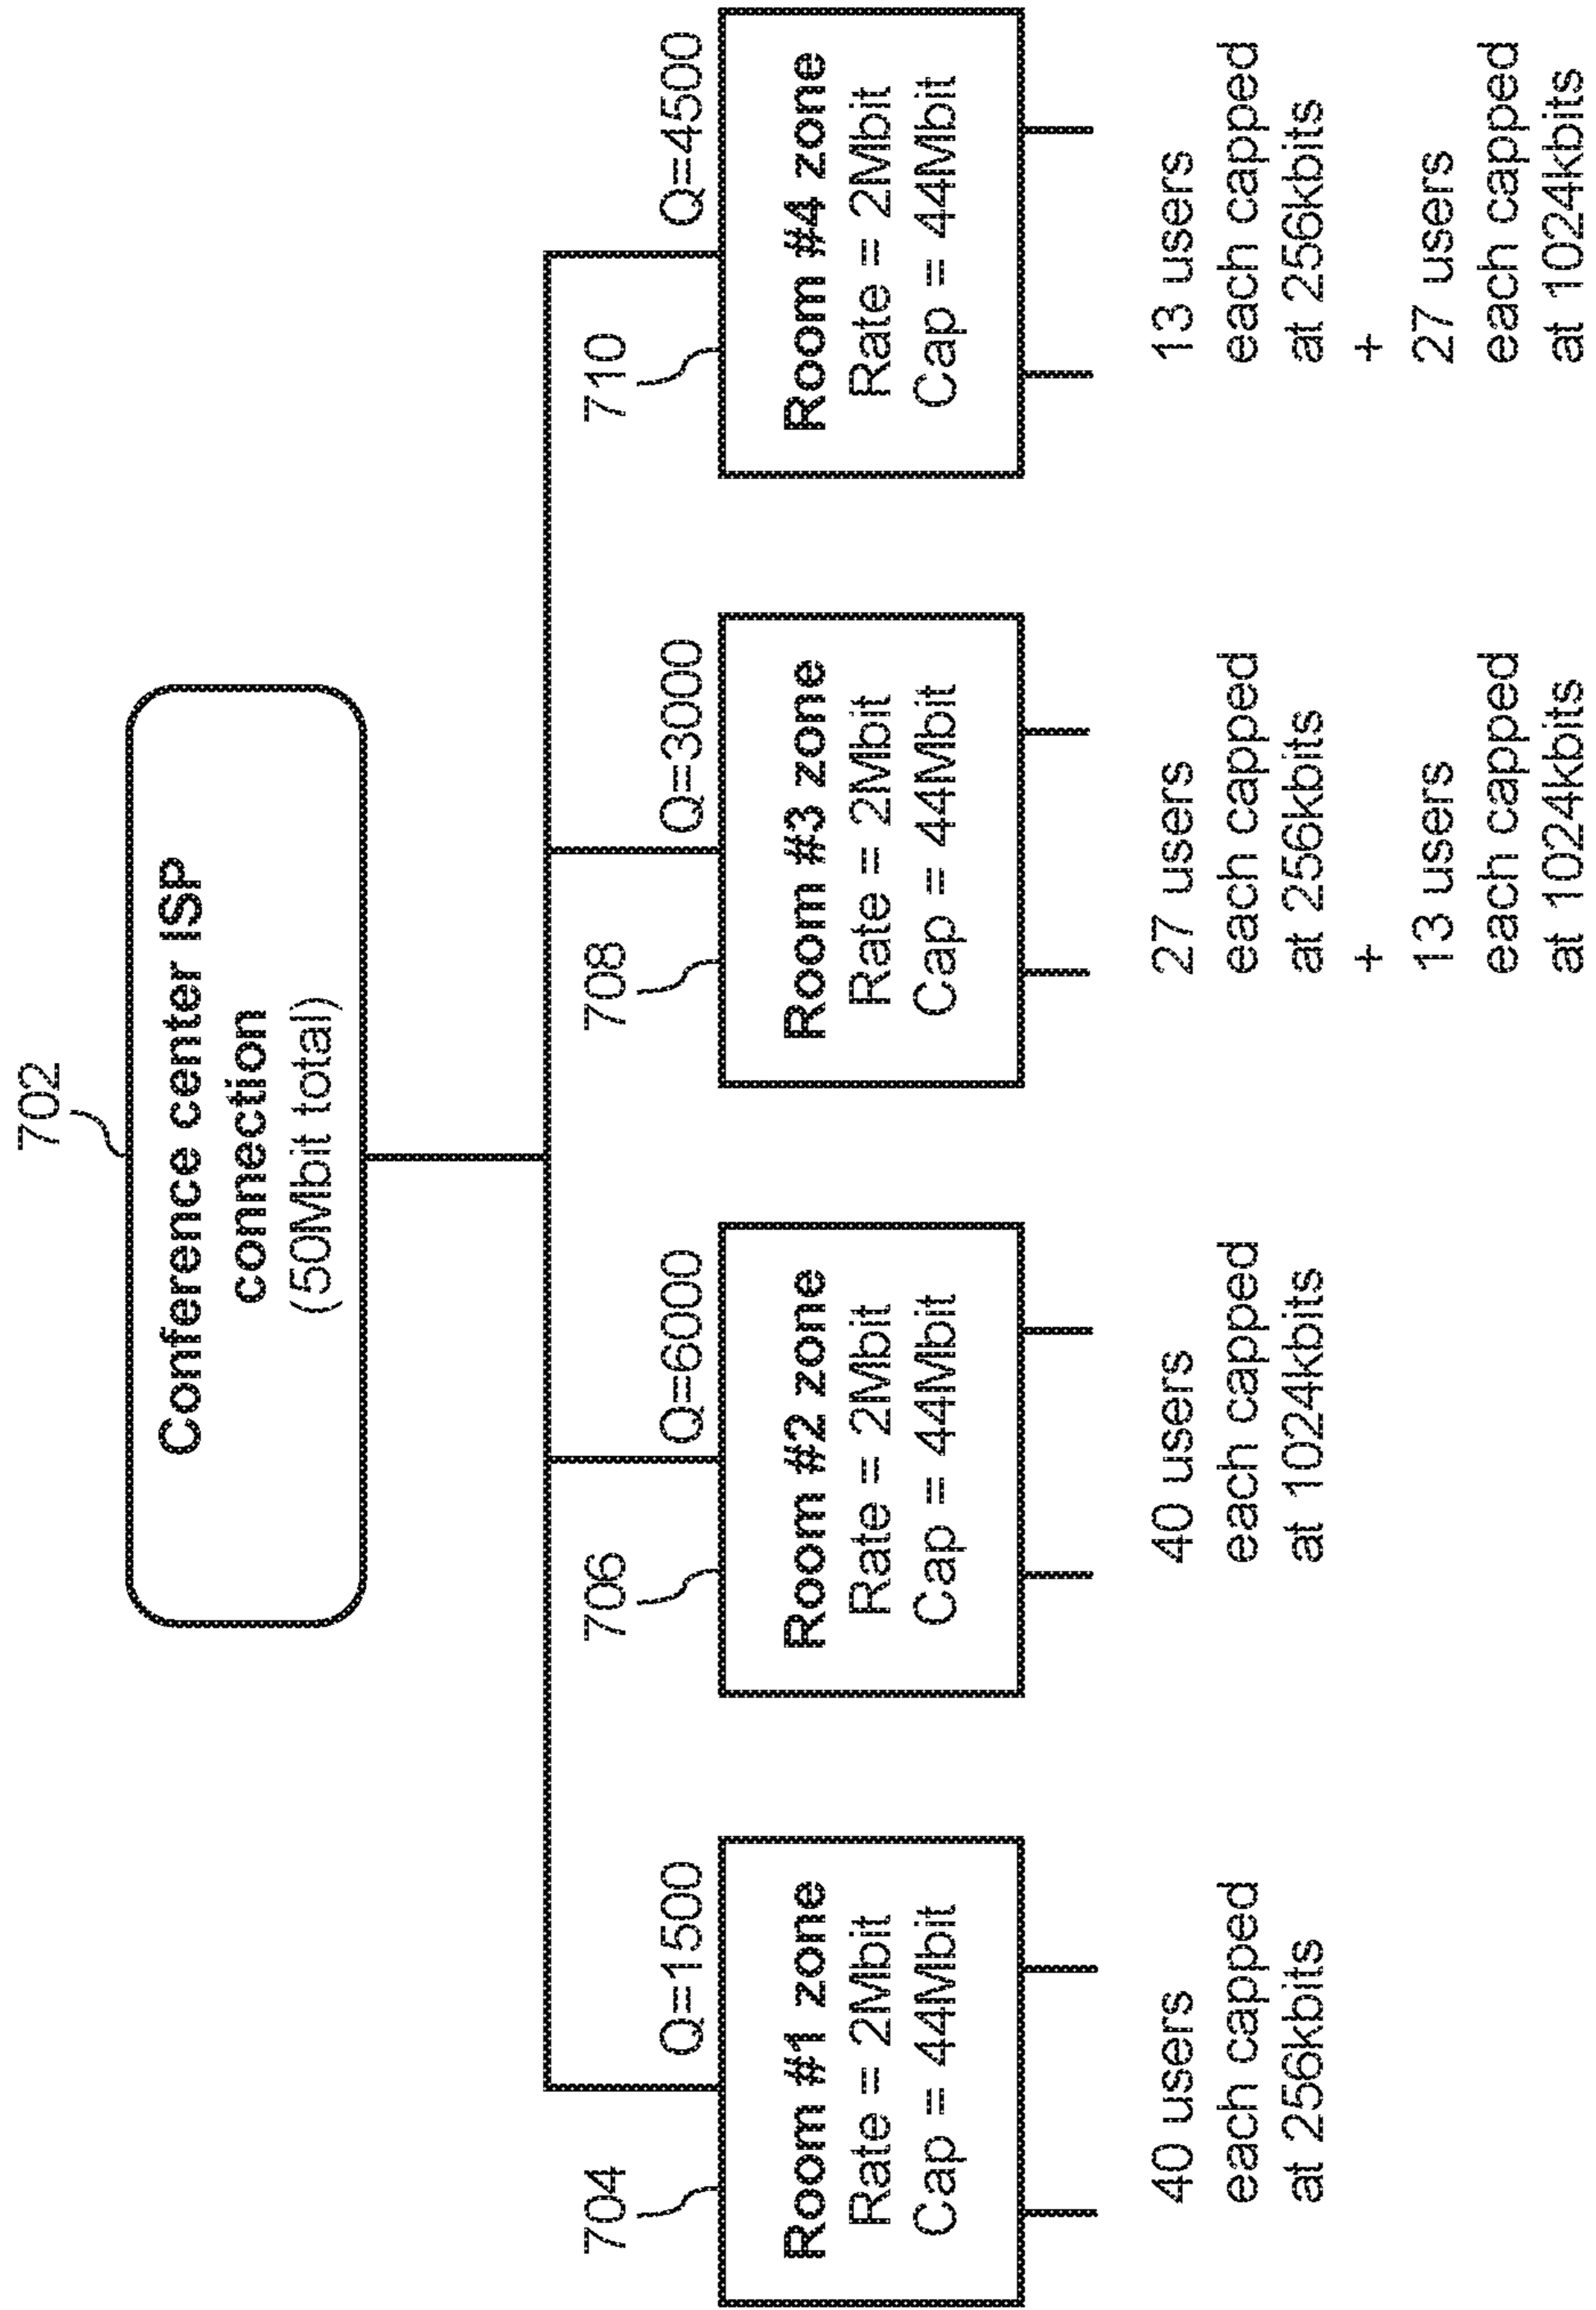 702
Conference center ISP
connection
(50Mbit total)
704
Q=1500
Room #1 zone
Rate = 2Mbit
Cap = 44Mbit
40 users
each capped
at 256kbits
706
Q=6000
Room #2 zone
Rate = 2Mbit
Cap = 44Mbit
40 users
each capped
at 1024kbits
708
Q=3000
Room #3 zone
Rate = 2Mbit
Cap = 44Mbit
27 users
each capped
at 256kbits
+
13 users
each capped
at 1024kbits
710
Q=4500
Room #4 zone
Rate = 2Mbit
Cap = 44Mbit
13 users
each capped
at 256kbits
+
27 users
each capped
at 1024kbits